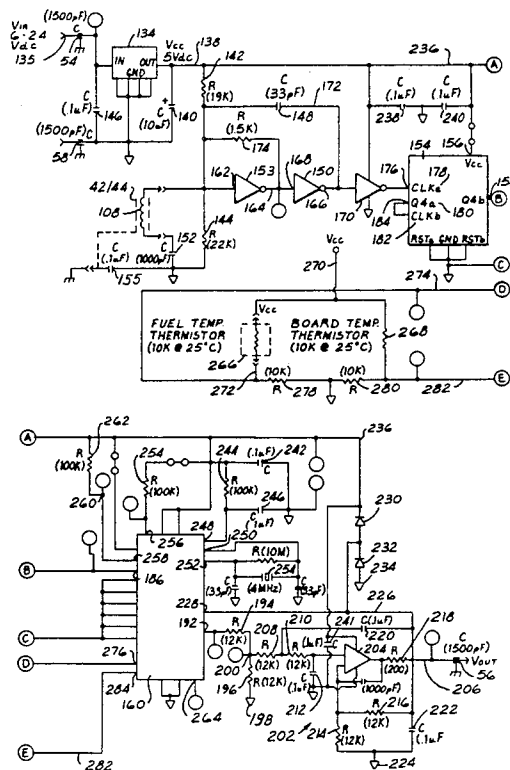 (1500pF)
Vin
6-24
Vdc
135
C
54
134
IN OUT
GND
Vcc
5Vdc
138
142
236
A
R
(19K)
C
(33pF)
172
148
C
(.1uF)
146
C +
(10uF)
140
R
(1.5K)
174
C
(.1uF)
238
C
(.1uF)
240
154
156
Vcc
(1500pF)
C
58
42/44
162
153
168
150
176
CLKa
178
Q4b
B
108
164
166
170
184
Q4a
180
CLKb
182
RSTa GND RSTb
144
R
(22K)
C
(.1uF)
155
C
(1000pF)
152
C
Vcc
270
274
D
FUEL TEMP.
THERMISTOR
(10K @ 25°C)
Vcc
BOARD TEMP.
THERMISTOR
(10K @ 25°C)
268
266
272
(10K)
R
278
(10K)
R
280
282
E
A
262
R
(100K)
254
R
(100K)
244
R
(100K)
242
(.1uF)
C
236
260
246
C
(.1uF)
230
248
250
256
258
252
R(10M)
232
234
B
186
254
(4MHz)
C
(33pF)
C
(33pF)
228
226
194
R
(12K)
192
210
241
C(.1uF)
220
218
208
R
(12K)
R
(12K)
C
(.1uF)
204
R
(200)
C
(1500pF)
Vout
56
C
200
196
R(12K)
C
(.1uF)
212
C
(1000pF)
206
D
276
284
198
216
R
(12K)
222
160
264
202
214
R
(12K)
C
(.1uF)
224
E
282